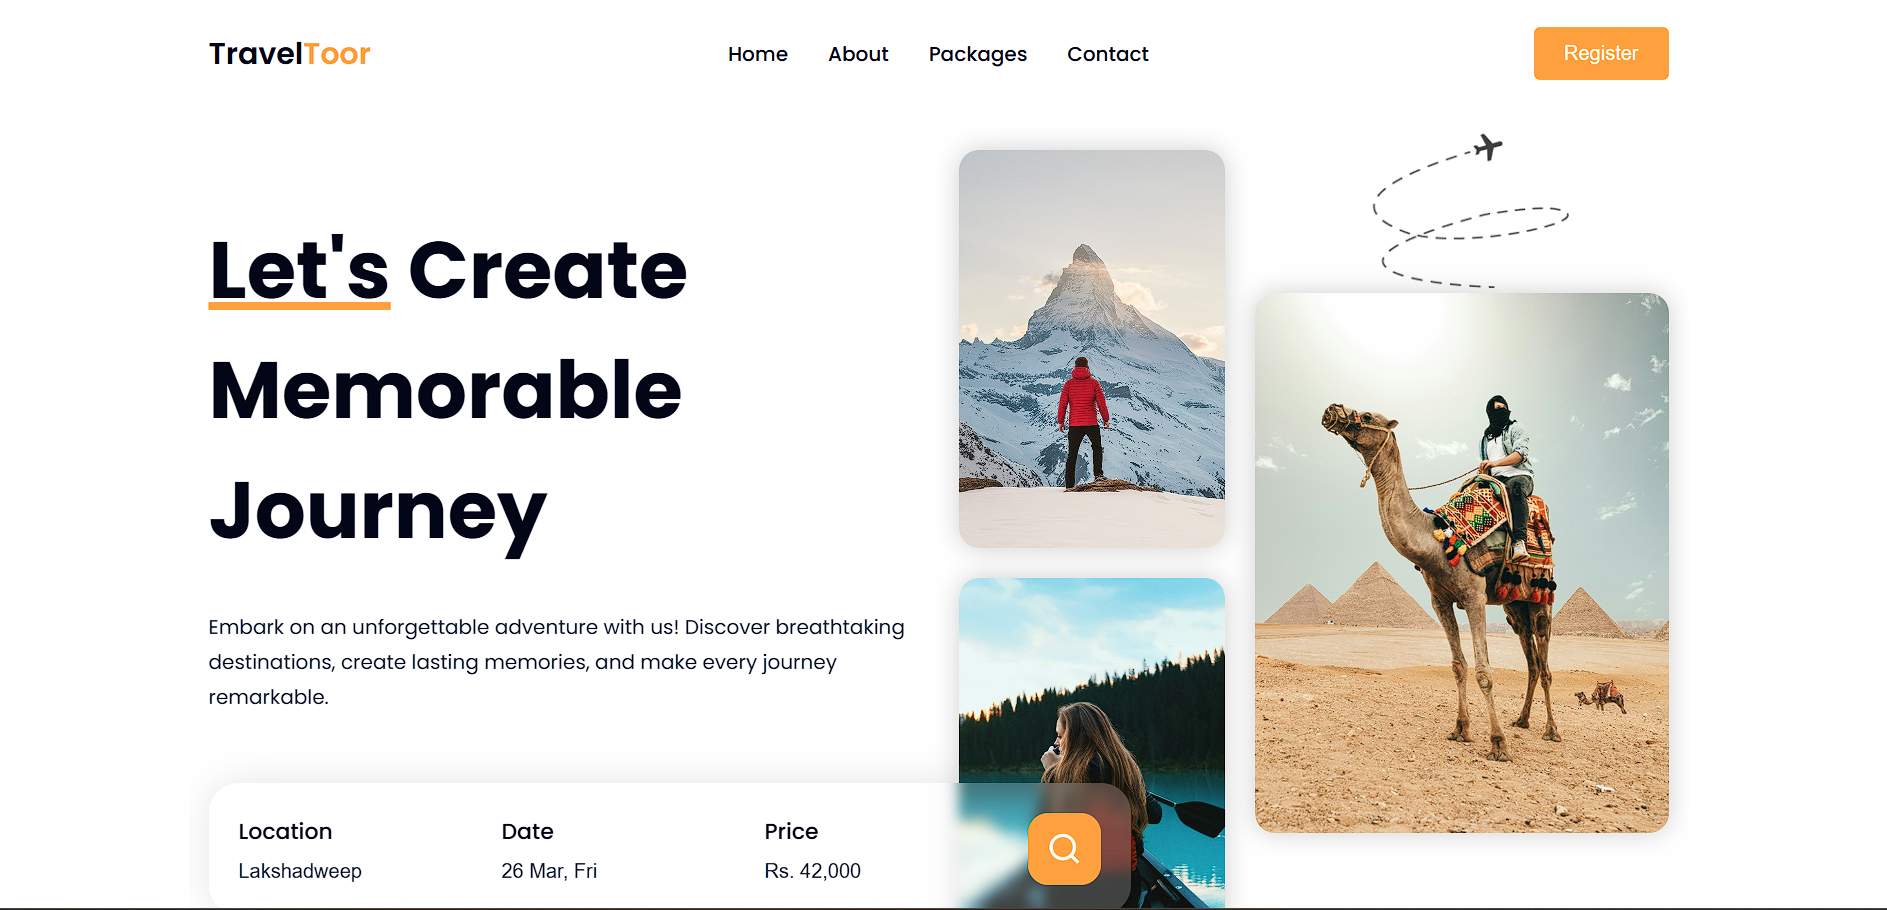 TravelToor
Home About Packages Contact
Register
Let's Create
Memorable
Journey
Embark on an unforgettable adventure with us! Discover breathtaking
destinations, create lasting memories, and make every journey
remarkable.
Location Date Price
Lakshadweep 26 Mar, Fri Rs. 42,000